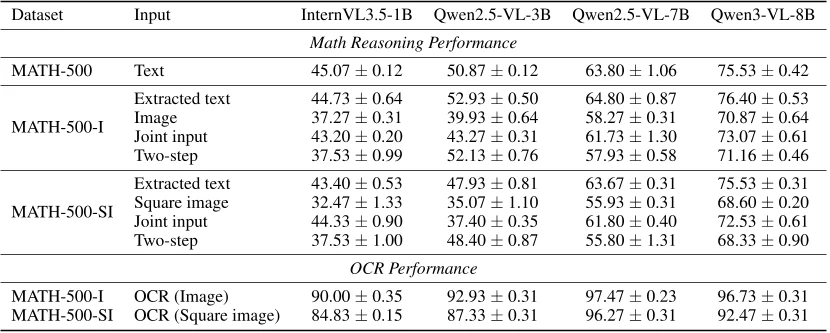 Dataset Input InternVL3.5-1B Qwen2.5-VL-3B Qwen2.5-VL-7B Qwen3-VL-8B
Math Reasoning Performance
MATH-500 Text 45.07 ± 0.12 50.87 ± 0.12 63.80 ± 1.06 75.53 ± 0.42
Extracted text 44.73 ± 0.64 52.93 ± 0.50 64.80 ± 0.87 76.40 ± 0.53
MATH-500-I Image 37.27 ± 0.31 39.93 ± 0.64 58.27 ± 0.31 70.87 ± 0.64
Joint input 43.20 ± 0.20 43.27 ± 0.31 61.73 ± 1.30 73.07 ± 0.61
Two-step 37.53 ± 0.99 52.13 ± 0.76 57.93 ± 0.58 71.16 ± 0.46
Extracted text 43.40 ± 0.53 47.93 ± 0.81 63.67 ± 0.31 75.53 ± 0.31
MATH-500-SI Square image 32.47 ± 1.33 35.07 ± 1.10 55.93 ± 0.31 68.60 ± 0.20
Joint input 44.33 ± 0.90 37.40 ± 0.35 61.80 ± 0.40 72.53 ± 0.61
Two-step 37.53 ± 1.00 48.40 ± 0.87 55.80 ± 1.31 68.33 ± 0.90
OCR Performance
MATH-500-I OCR (Image) 90.00 ± 0.35 92.93 ± 0.31 97.47 ± 0.23 96.73 ± 0.31
MATH-500-SI OCR (Square image) 84.83 ± 0.15 87.33 ± 0.31 96.27 ± 0.31 92.47 ± 0.31